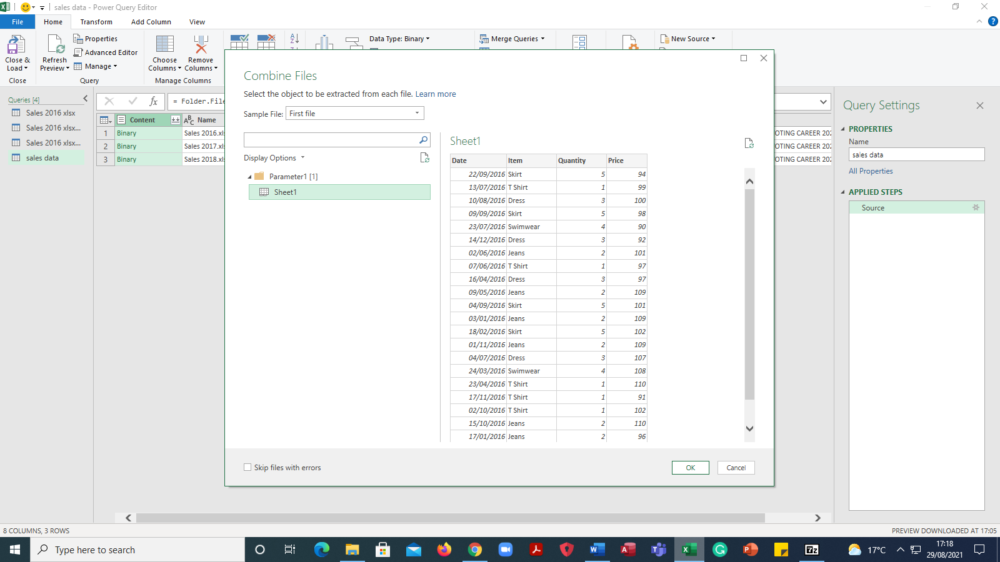 sales data - Power Query Editor
File Home Transform Add Column View
Close & Load
Close
Refresh Preview
Properties
Advanced Editor
Manage
Query
Choose Columns
Remove Columns
Manage Columns
Data Type: Binary
Merge Queries
New Source
Queries [4]
Sales 2016 xlsx
Sales 2016 xlsx...
Sales 2016 xlsx...
sales data
fx = Folder.File
Content Name
1 Binary Sales 2016.xls
2 Binary Sales 2017.xls
3 Binary Sales 2018.xls
Combine Files
Select the object to be extracted from each file. Learn more
Sample File: First file
Display Options
Parameter1 [1]
Sheet1
Sheet1
Date Item Quantity Price
22/09/2016 Skirt 5 94
13/07/2016 T Shirt 1 99
10/08/2016 Dress 3 100
09/09/2016 Skirt 5 98
23/07/2016 Swimwear 4 90
14/12/2016 Dress 3 92
02/06/2016 Jeans 2 101
07/06/2016 T Shirt 1 97
16/04/2016 Dress 3 97
09/05/2016 Jeans 2 109
04/09/2016 Skirt 5 101
03/01/2016 Jeans 2 109
18/02/2016 Skirt 5 102
01/11/2016 Jeans 2 109
04/07/2016 Dress 3 107
24/03/2016 Swimwear 4 108
23/04/2016 T Shirt 1 110
17/11/2016 T Shirt 1 91
02/10/2016 T Shirt 1 102
15/10/2016 Jeans 2 110
17/01/2016 Jeans 2 96
Skip files with errors
OK Cancel
OTING CAREER 202
OTING CAREER 202
OTING CAREER 202
Query Settings
PROPERTIES
Name
sales data
All Properties
APPLIED STEPS
Source
8 COLUMNS, 3 ROWS
PREVIEW DOWNLOADED AT 17:05
Type here to search
17°C
17:18
29/08/2021